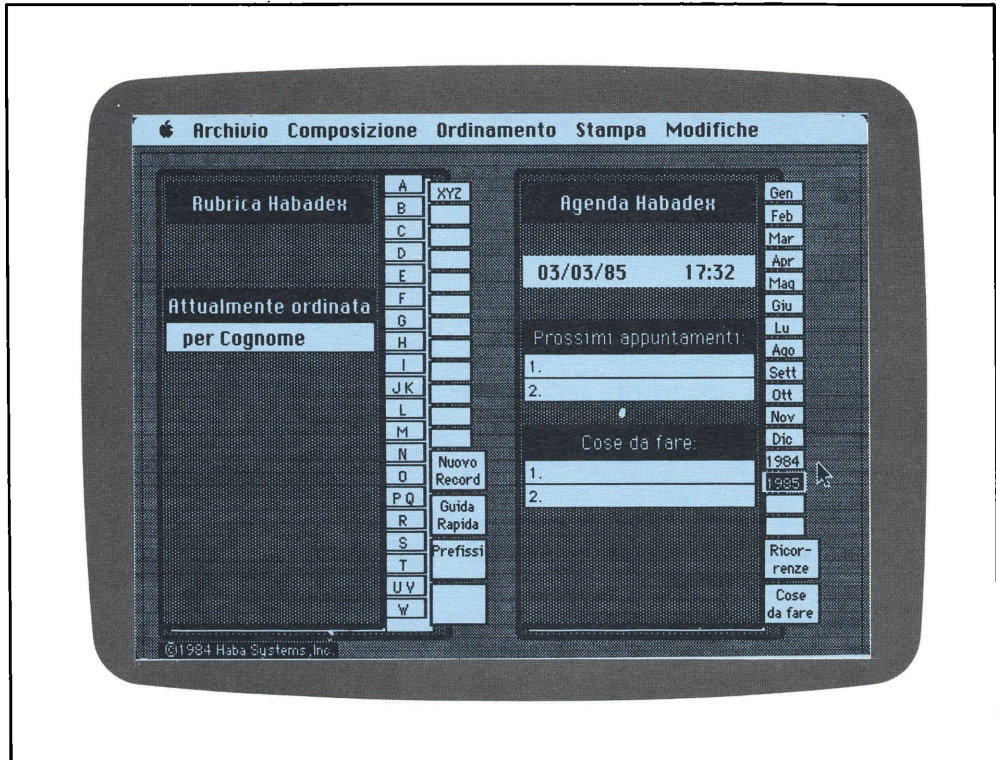 Archivio Composizione Ordinamento Stampa Modifiche
Rubrica Habadex
Attualmente ordinata
per Cognome
A
B
C
D
E
F
G
H
I
JK
L
M
N
O
PQ
R
S
T
UV
W
XYZ
Nuovo
Record
Guida
Rapida
Prefissi
©1984 Haba Systems, Inc.
Agenda Habadex
03/03/85 17:32
Prossimi appuntamenti:
1.
2.
Cose da fare:
1.
2.
Gen
Feb
Mar
Apr
Mag
Giu
Lu
Ago
Sett
Ott
Nov
Dic
1984
1985
Ricor-
renze
Cose
da fare